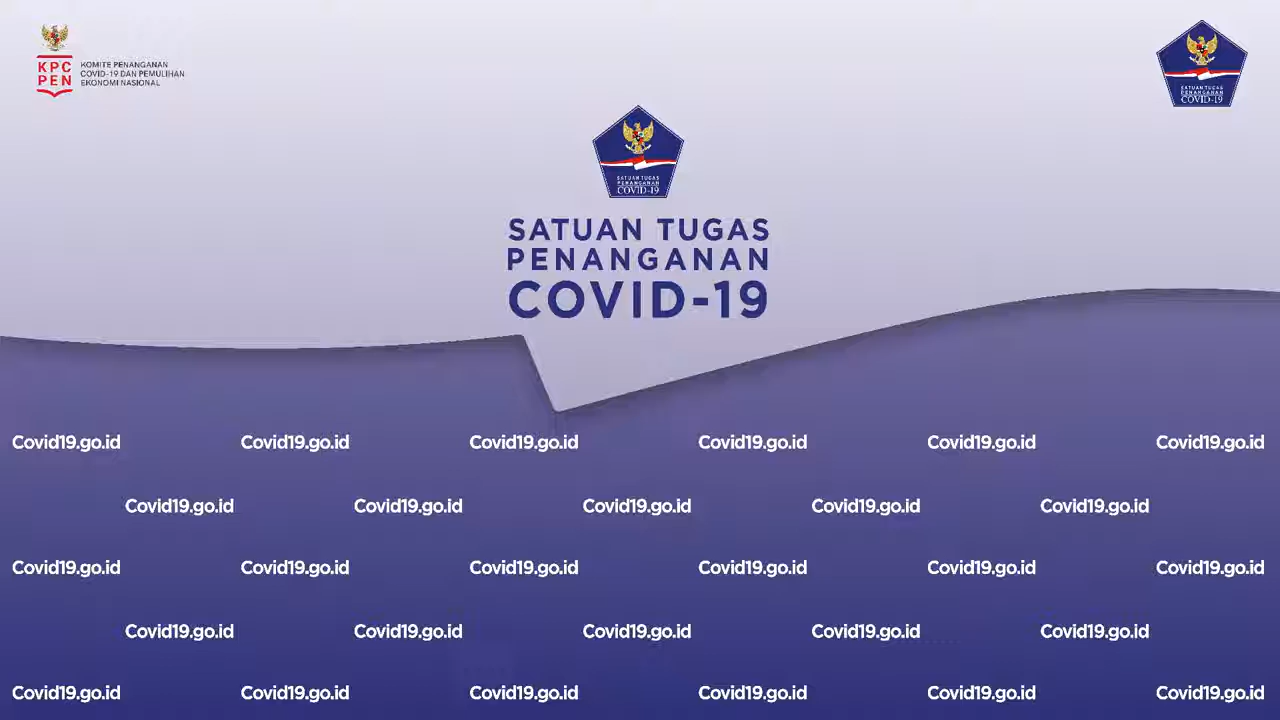 KPC
PEN
KOMITE PENANGANAN
COVID-19 DAN PEMULIHAN
EKONOMI NASIONAL
SATUAN TUGAS
PENANGANAN
COVID-19
SATUAN TUGAS
PENANGANAN
COVID-19
SATUAN TUGAS
PENANGANAN
COVID-19
Covid19.go.id Covid19.go.id Covid19.go.id Covid19.go.id Covid19.go.id Covid19.go.id
Covid19.go.id Covid19.go.id Covid19.go.id Covid19.go.id Covid19.go.id
Covid19.go.id Covid19.go.id Covid19.go.id Covid19.go.id Covid19.go.id Covid19.go.id
Covid19.go.id Covid19.go.id Covid19.go.id Covid19.go.id Covid19.go.id
Covid19.go.id Covid19.go.id Covid19.go.id Covid19.go.id Covid19.go.id Covid19.go.id